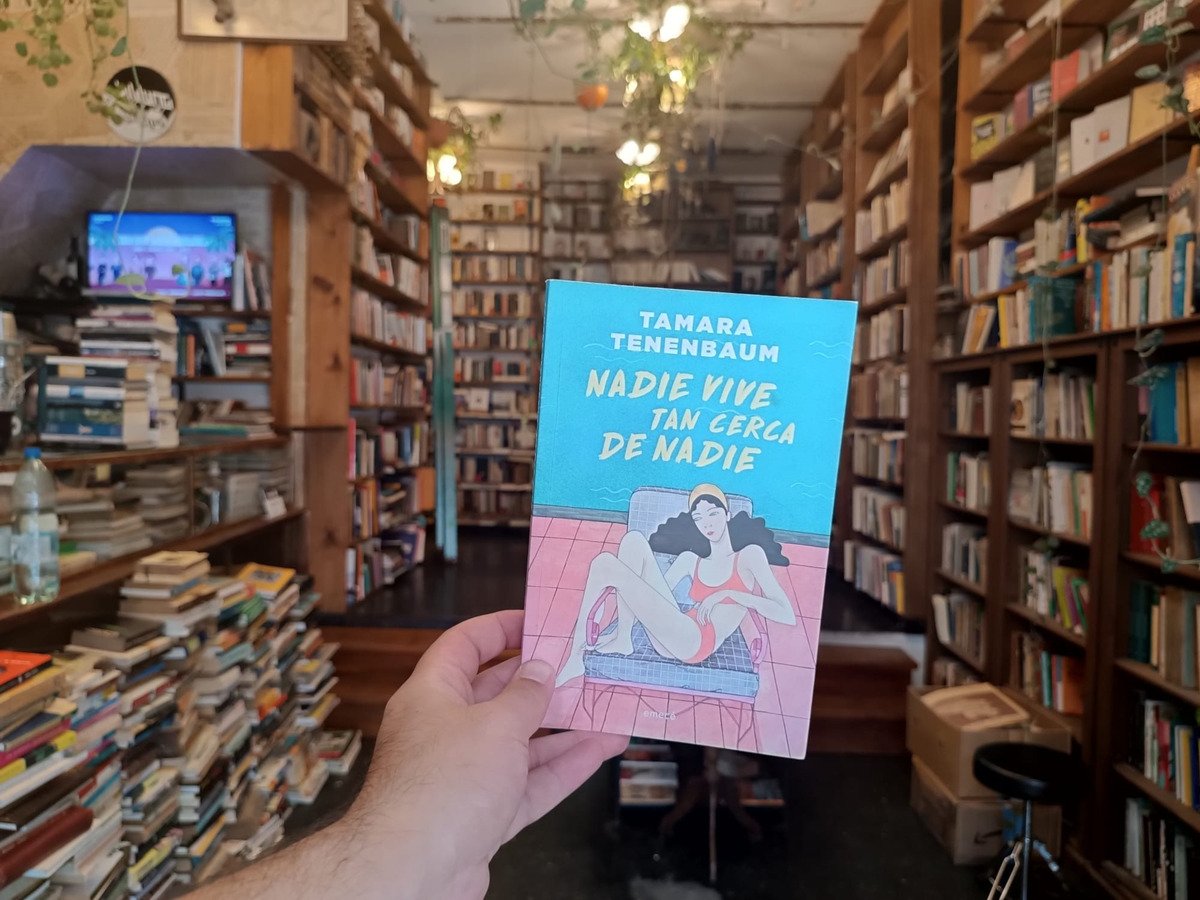 TAMARA
TENENBAUM
NADIE VIVE
TAN CERCA
DE NADIE
emecé